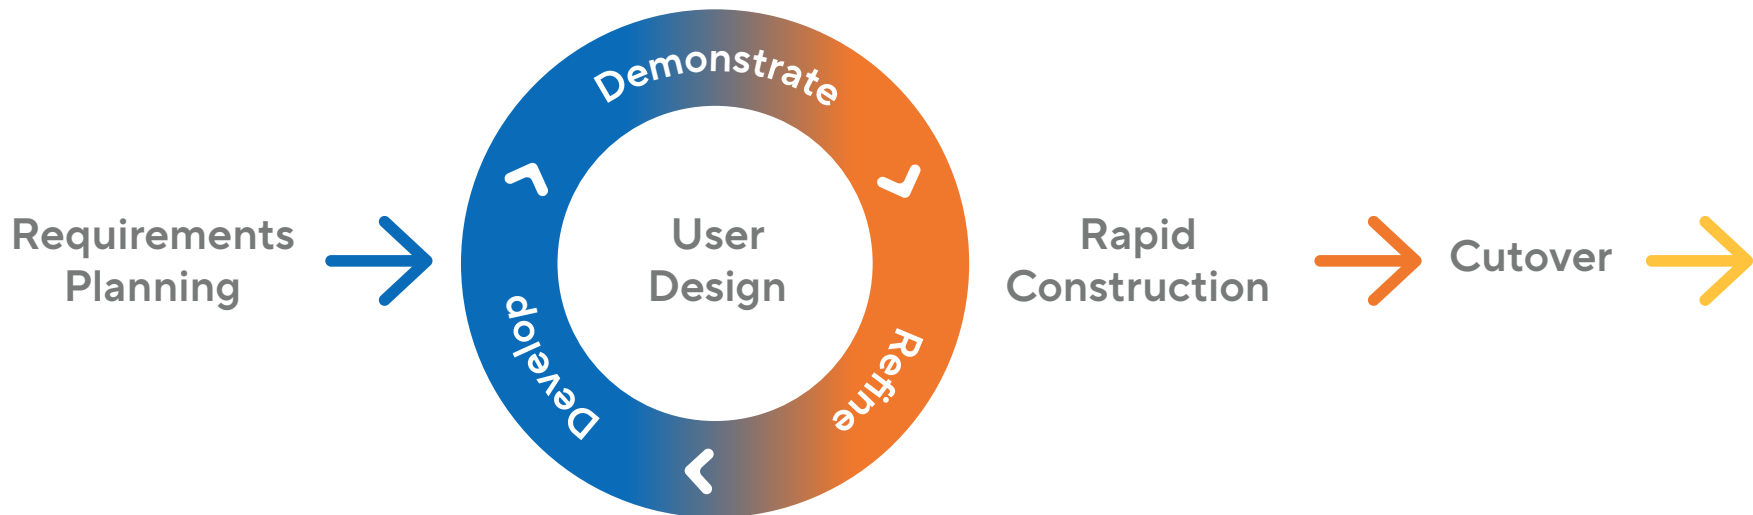 Requirements
Planning
Demonstrate
Refine
Develop
User
Design
Rapid
Construction
Cutover